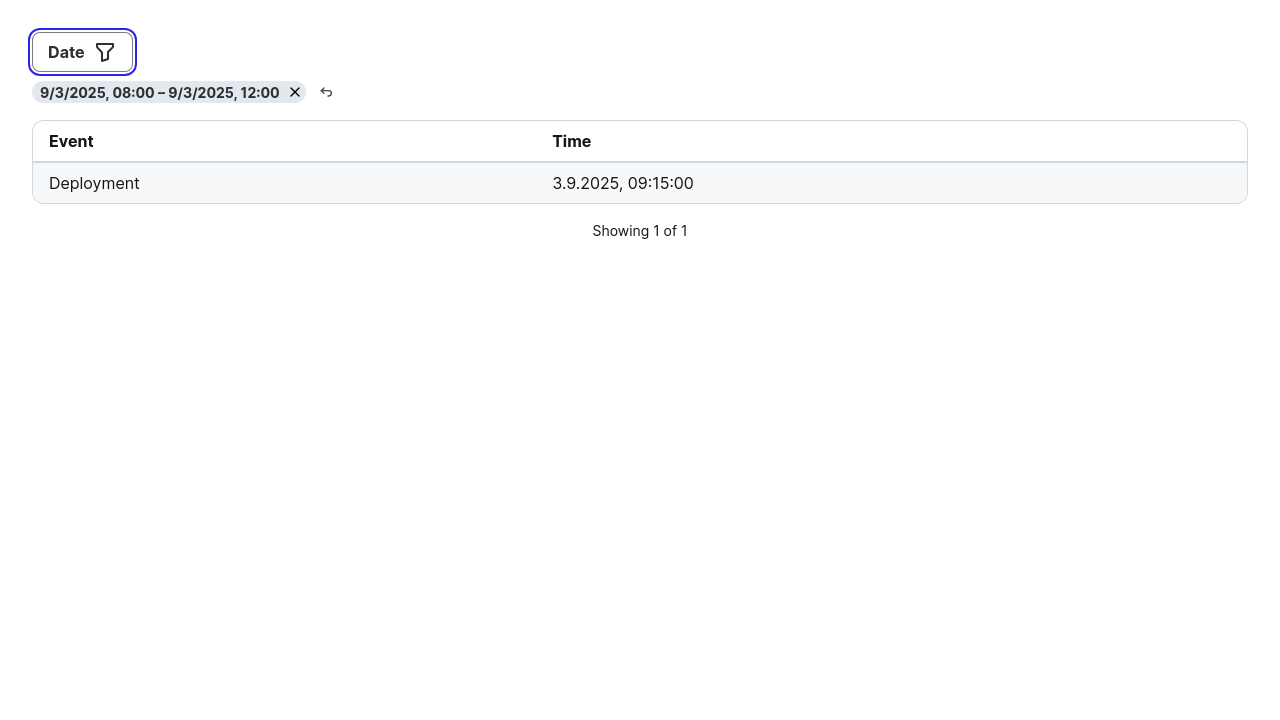 Date
9/3/2025, 08:00 – 9/3/2025, 12:00
Event Time
Deployment 3.9.2025, 09:15:00
Showing 1 of 1